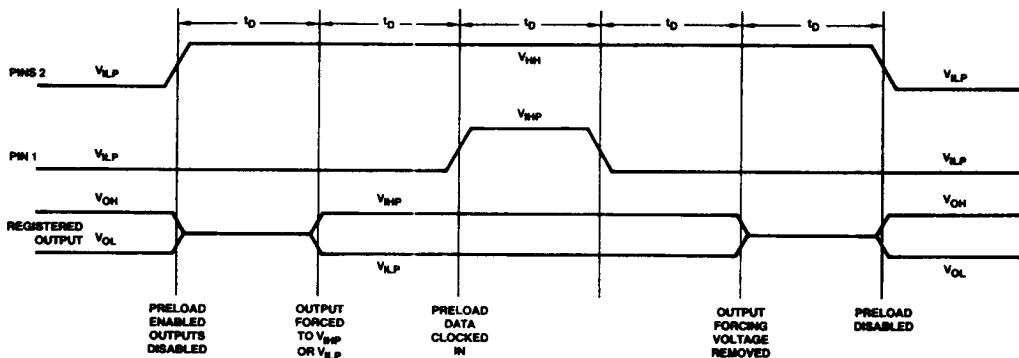 tD tD tD tD tD
PINS 2 VILP VHH VILP
PIN 1 VILP VIHP VILP
REGISTERED OUTPUT VOH VIHP VOH
VOL VILP VOL
PRELOAD
ENABLED
OUTPUTS
DISABLED
OUTPUT
FORCED
TO VIHP
OR VILP
PRELOAD
DATA
CLOCKED
IN
OUTPUT
FORCING
VOLTAGE
REMOVED
PRELOAD
DISABLED